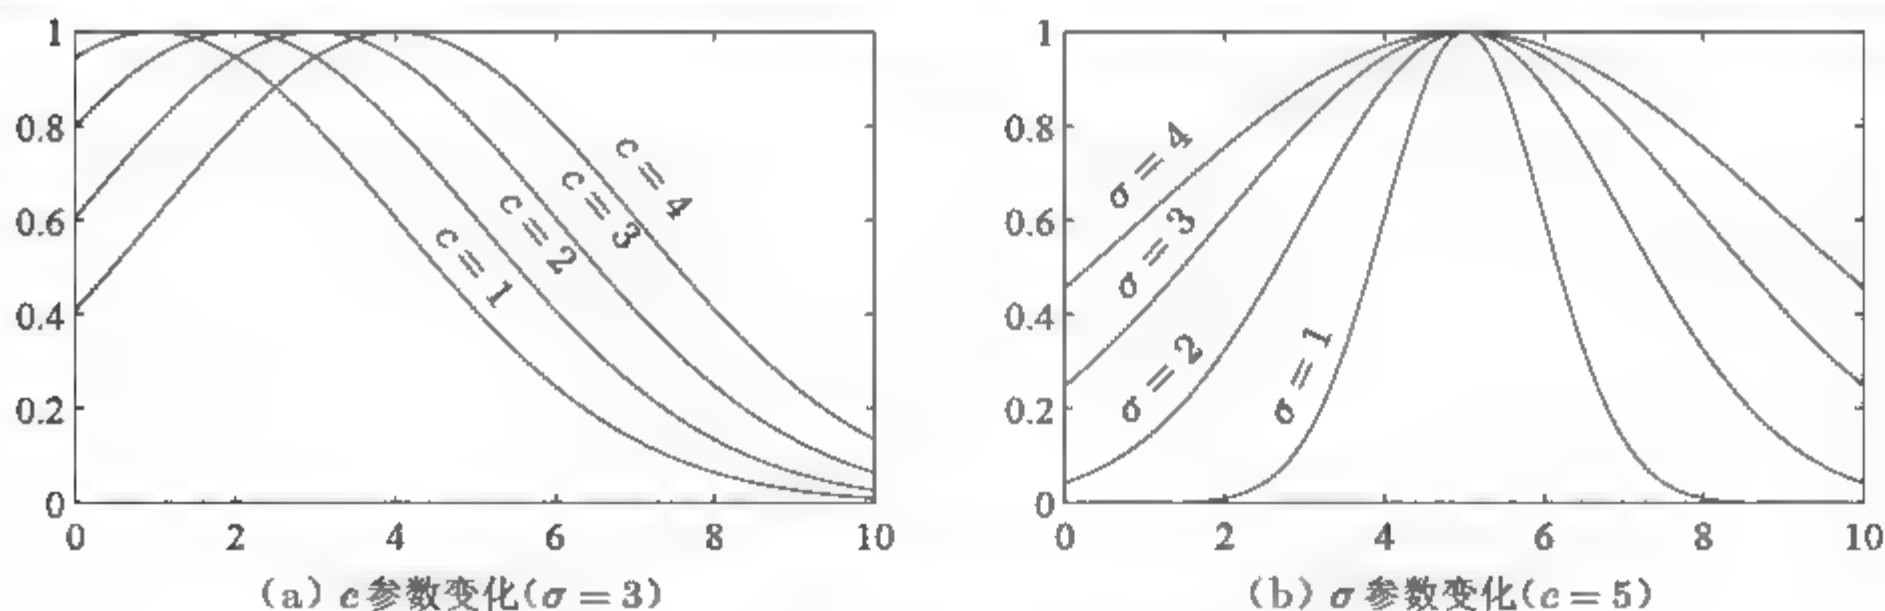 1
0.8
0.6
0.4
0.2
0
0 2 4 6 8 10
c = 1
c = 2
c = 3
c = 4
(a) c 参数变化(σ = 3)
1
0.8
0.6
0.4
0.2
0
0 2 4 6 8 10
σ = 4
σ = 3
σ = 2
σ = 1
(b) σ 参数变化(c = 5)